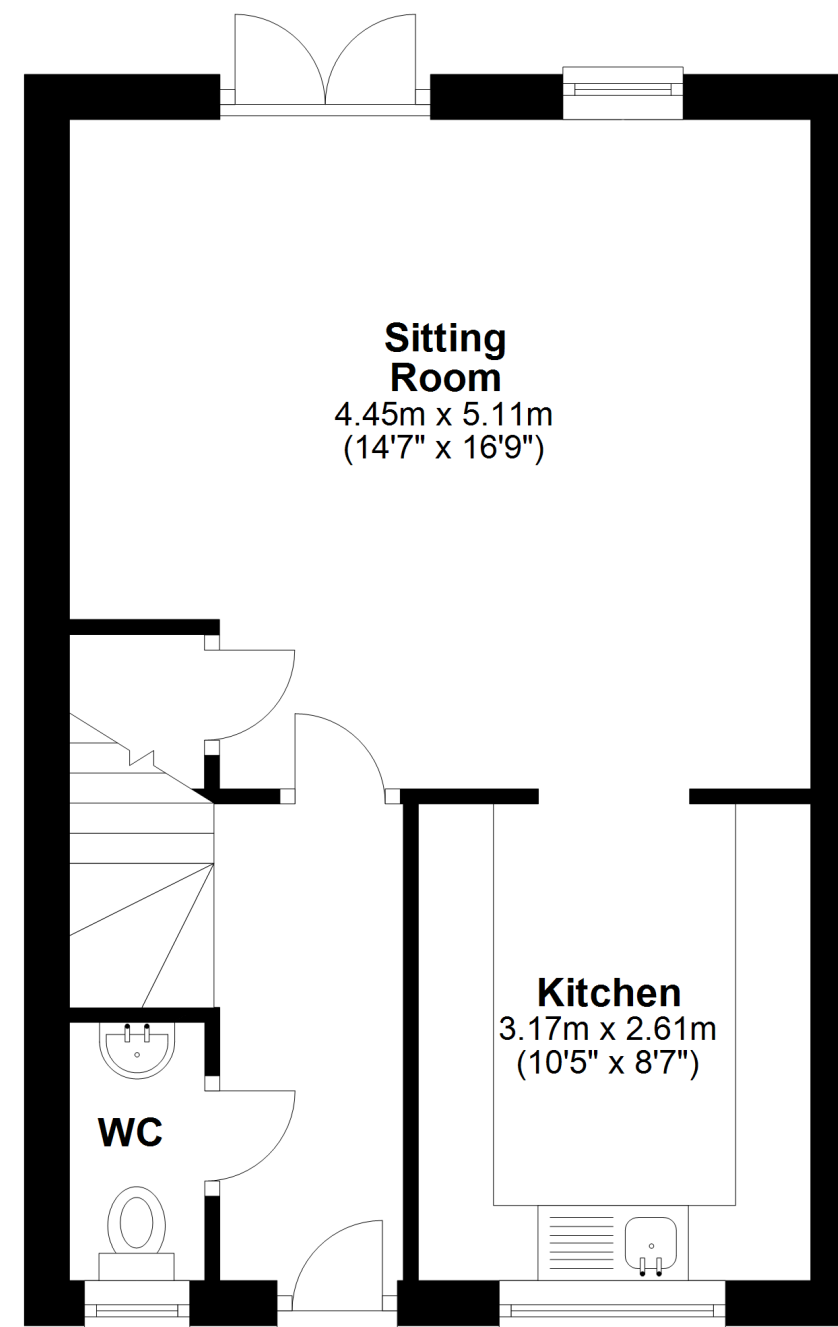 Sitting
Room
4.45m x 5.11m
(14'7" x 16'9")
Kitchen
3.17m x 2.61m
(10'5" x 8'7")
WC